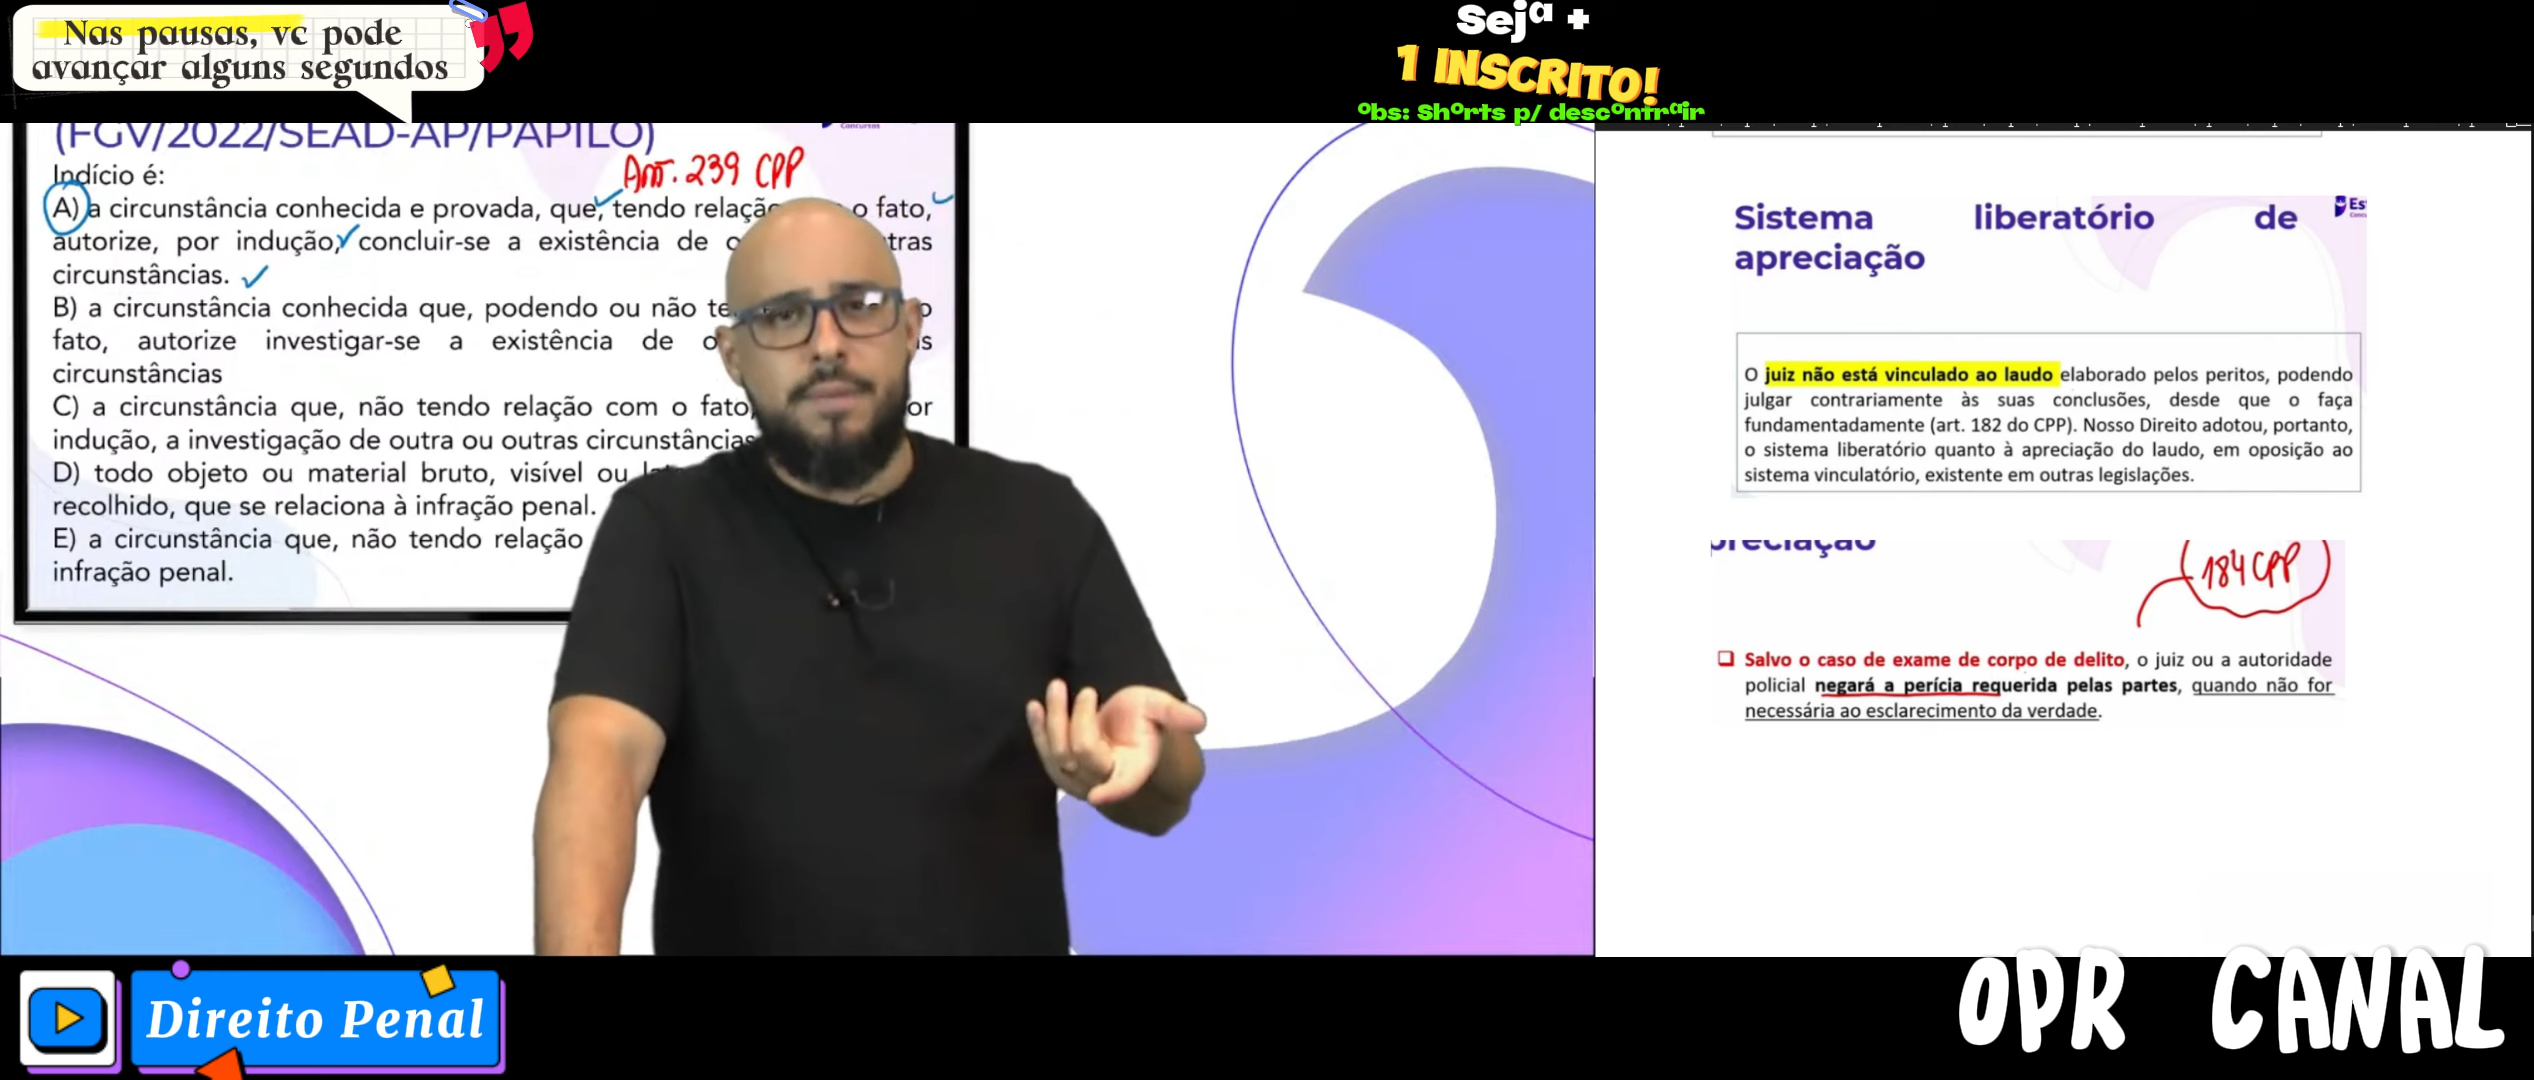 Nas pausas, vc pode
avançar alguns segundos
Seja +
1 INSCRITO!
obs: Shorts p/ descontrair
(FGV/2022/SEAD-AP/PAPILO)
Concursos
Art. 239 CPP
Indício é:
A) a circunstância conhecida e provada, que, tendo relação o fato,
autorize, por indução, concluir-se a existência de tras
circunstâncias.
B) a circunstância conhecida que, podendo ou não
fato, autorize investigar-se a existência de
circunstâncias
C) a circunstância que, não tendo relação com o fato, or
indução, a investigação de outra ou outras circunstâncias
D) todo objeto ou material bruto, visível ou
recolhido, que se relaciona à infração penal.
E) a circunstância que, não tendo relação
infração penal.
Sistema liberatório de
apreciação
Es
O juiz não está vinculado ao laudo elaborado pelos peritos, podendo
julgar contrariamente às suas conclusões, desde que o faça
fundamentadamente (art. 182 do CPP). Nosso Direito adotou, portanto,
o sistema liberatório quanto à apreciação do laudo, em oposição ao
sistema vinculatório, existente em outras legislações.
preciação
184 CPP
Salvo o caso de exame de corpo de delito, o juiz ou a autoridade
policial negará a perícia requerida pelas partes, quando não for
necessária ao esclarecimento da verdade.
Direito Penal
OPR CANAL